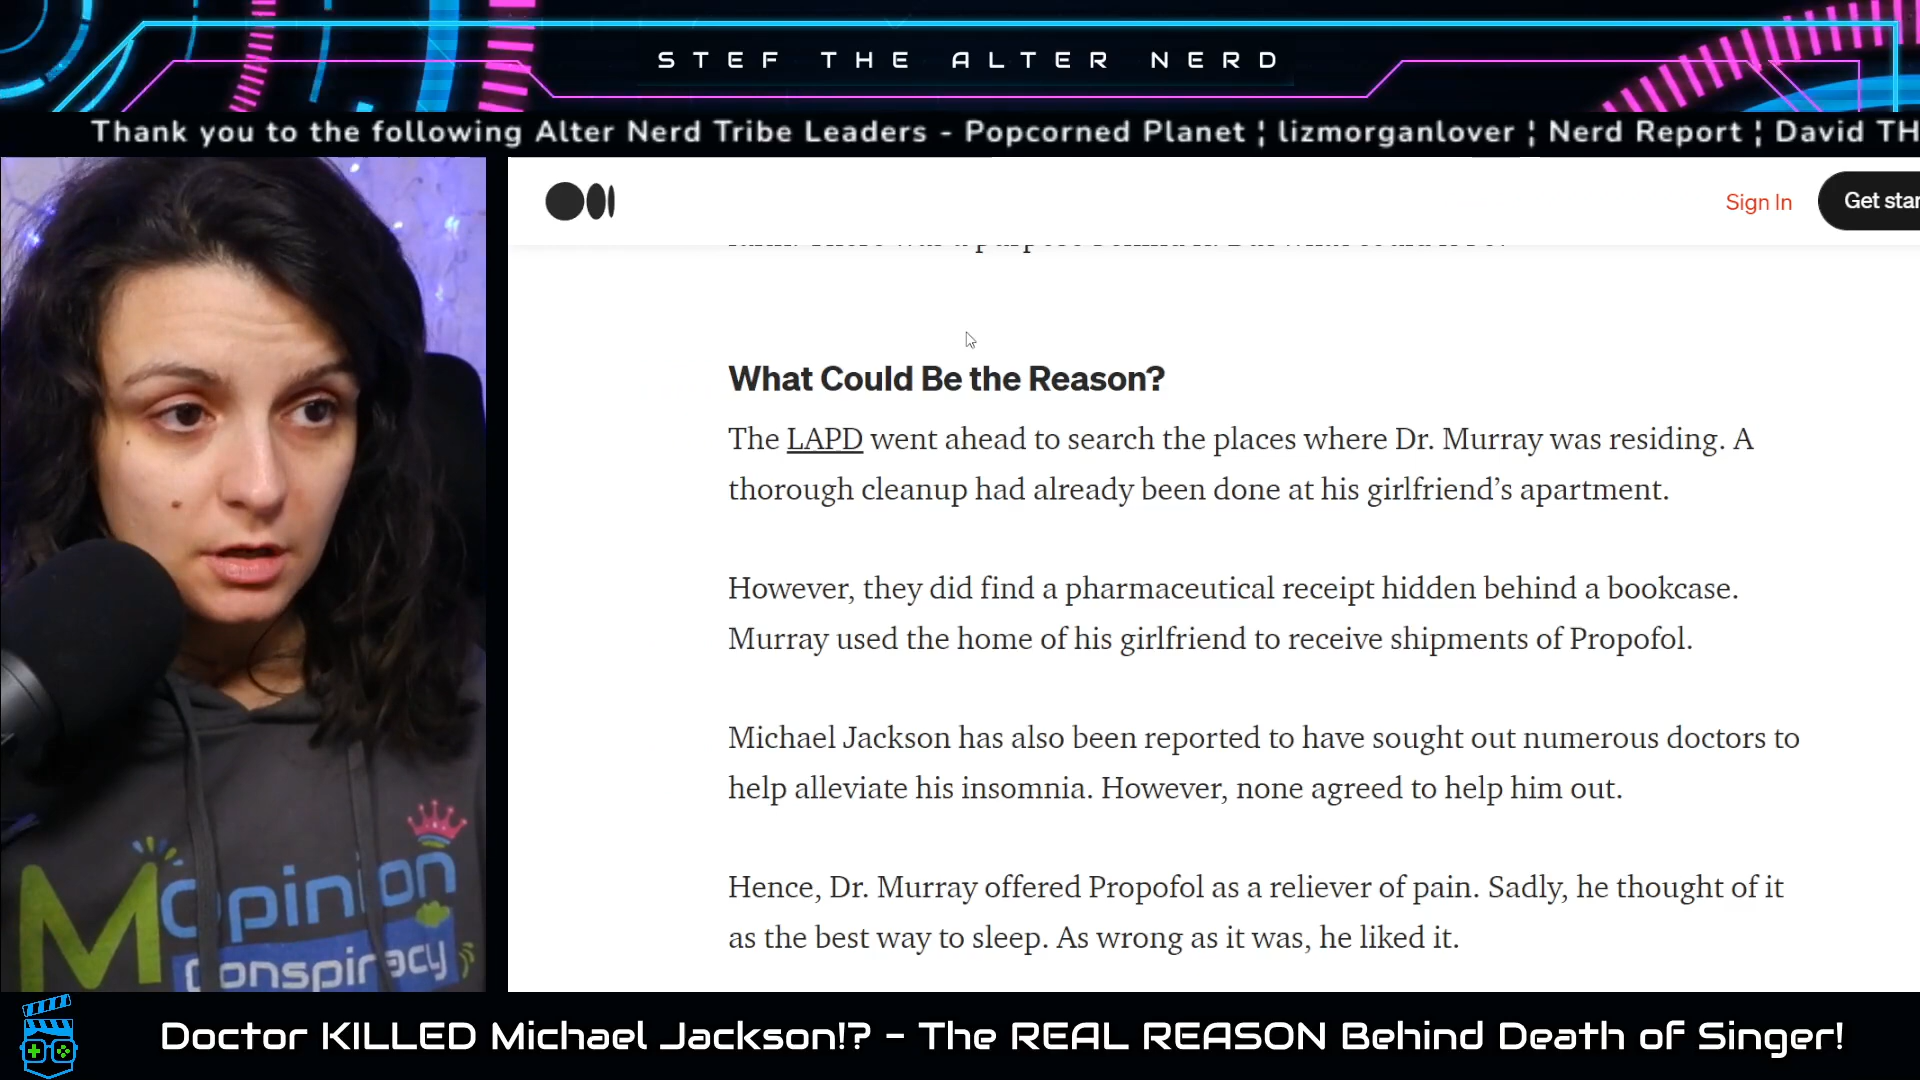 STEF THE ALTER NERD
Thank you to the following Alter Nerd Tribe Leaders - Popcorned Planet ¦ lizmorganlover ¦ Nerd Report ¦ David TH
Sign In
Get star
What Could Be the Reason?
The LAPD went ahead to search the places where Dr. Murray was residing. A
thorough cleanup had already been done at his girlfriend’s apartment.
However, they did find a pharmaceutical receipt hidden behind a bookcase.
Murray used the home of his girlfriend to receive shipments of Propofol.
Michael Jackson has also been reported to have sought out numerous doctors to
help alleviate his insomnia. However, none agreed to help him out.
Hence, Dr. Murray offered Propofol as a reliever of pain. Sadly, he thought of it
as the best way to sleep. As wrong as it was, he liked it.
M Opinion
Conspiracy
Doctor KILLED Michael Jackson!? - The REAL REASON Behind Death of Singer!